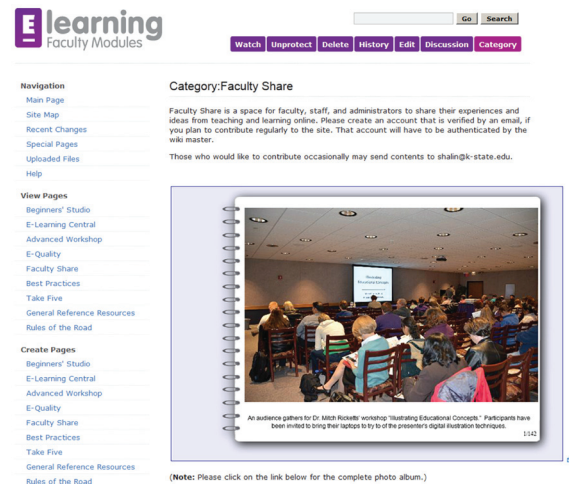 E learning
Faculty Modules
Go Search
Watch Unprotect Delete History Edit Discussion Category
Navigation
Main Page
Site Map
Recent Changes
Special Pages
Uploaded Files
Help
View Pages
Beginners' Studio
E-Learning Central
Advanced Workshop
E-Quality
Faculty Share
Best Practices
Take Five
General Reference Resources
Rules of the Road
Create Pages
Beginners' Studio
E-Learning Central
Advanced Workshop
E-Quality
Faculty Share
Best Practices
Take Five
General Reference Resources
Rules of the Road
Category:Faculty Share
Faculty Share is a space for faculty, staff, and administrators to share their experiences and
ideas from teaching and learning online. Please create an account that is verified by an email, if
you plan to contribute regularly to the site. That account will have to be authenticated by the
wiki master.
Those who would like to contribute occasionally may send contents to shalin@k-state.edu.
Illustrating
Educational Concepts
An audience gathers for Dr. Mitch Ricketts' workshop "Illustrating Educational Concepts." Participants have
been invited to bring their laptops to try to of the presenter's digital illustration techniques.
1/142
(Note: Please click on the link below for the complete photo album.)